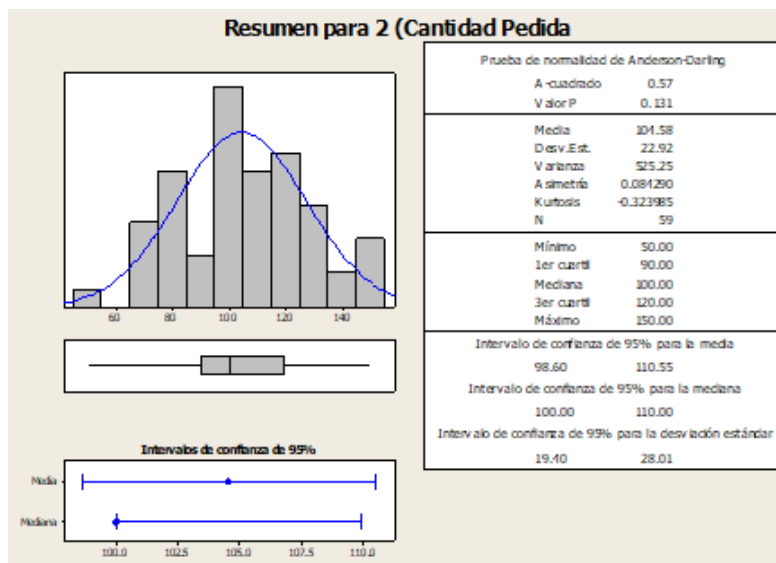 Resumen para 2 (Cantidad Pedida
60 80 100 120 140
Intervalos de confianza de 95%
Media
Mediana
100.0 102.5 105.0 107.5 110.0
Prueba de normalidad de Anderson-Darling
A-cuadrado 0.57
Valor P 0.131
Media 104.58
Desv.Est. 22.92
Varianza 525.25
Asimetría 0.084290
Kurtosis -0.323985
N 59
Mínimo 50.00
1er cuartil 90.00
Mediana 100.00
3er cuartil 120.00
Máximo 150.00
Intervalo de confianza de 95% para la media
98.60 110.55
Intervalo de confianza de 95% para la mediana
100.00 110.00
Intervalo de confianza de 95% para la desviación estándar
19.40 28.01